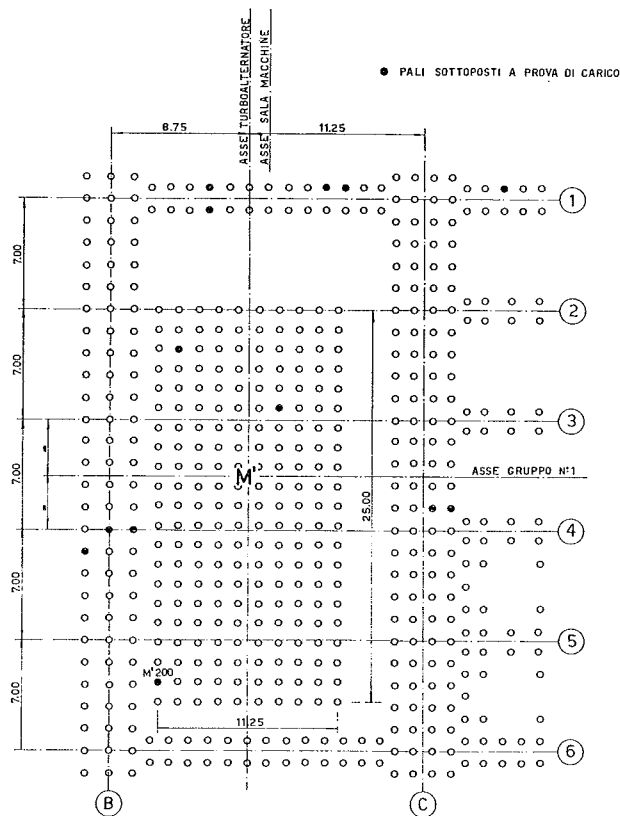 ● PALI SOTTOPOSTI A PROVA DI CARICO
ASSE TURBOALTERNATORE
ASSE SALA MACCHINE
8.75
11.25
1
7.00
2
7.00
3
7.00
M'
ASSE GRUPPO N°1
25.00
4
7.00
5
7.00
M'200
11.25
6
B
C